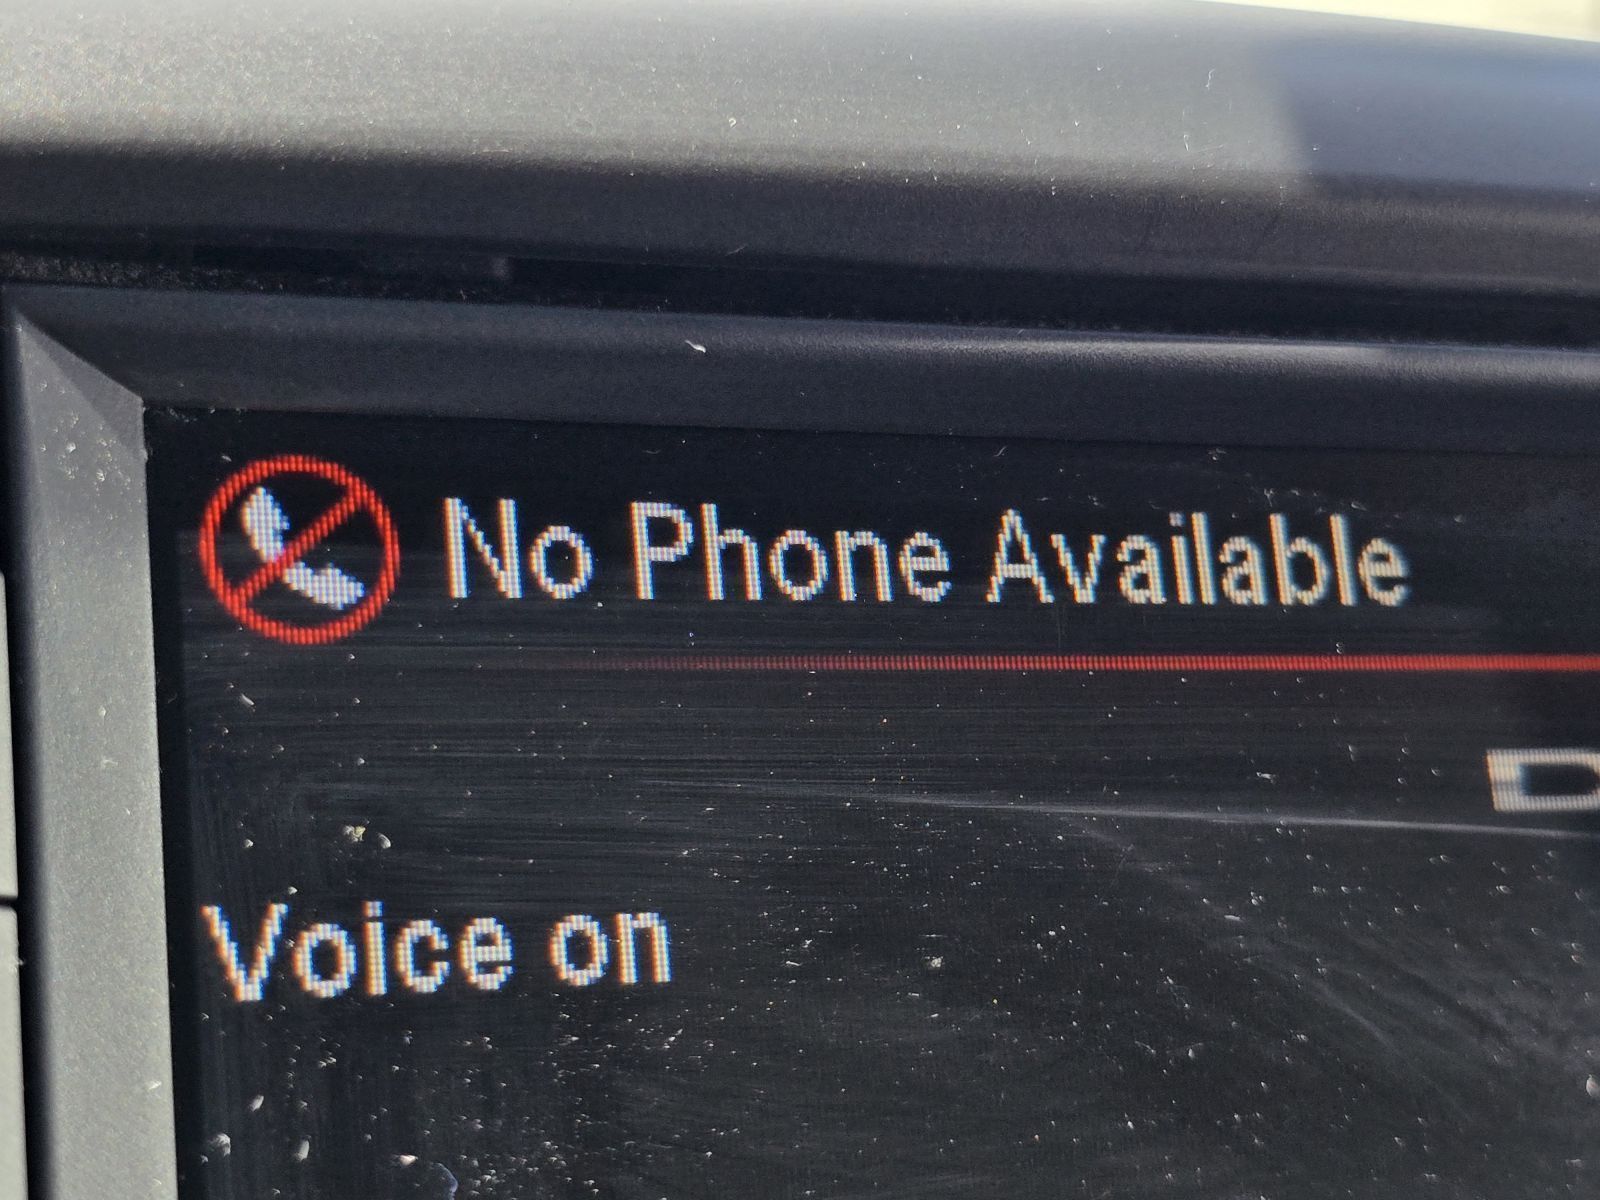 No Phone Available
D
Voice on